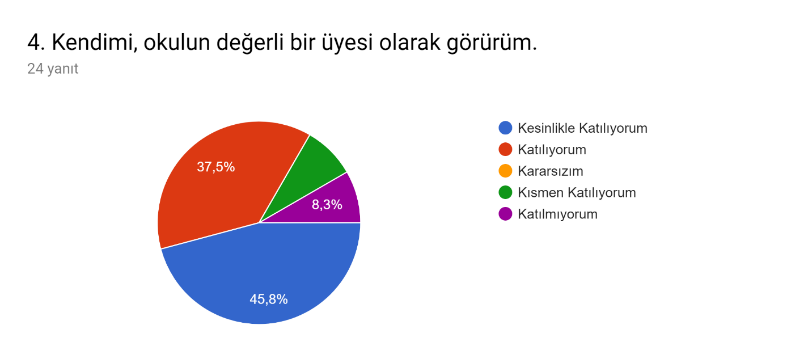 4. Kendimi, okulun değerli bir üyesi olarak görürüm.
24 yanıt
Kesinlikle Katılıyorum
Katılıyorum
Kararsızım
Kısmen Katılıyorum
Katılmıyorum
37,5%
8,3%
45,8%